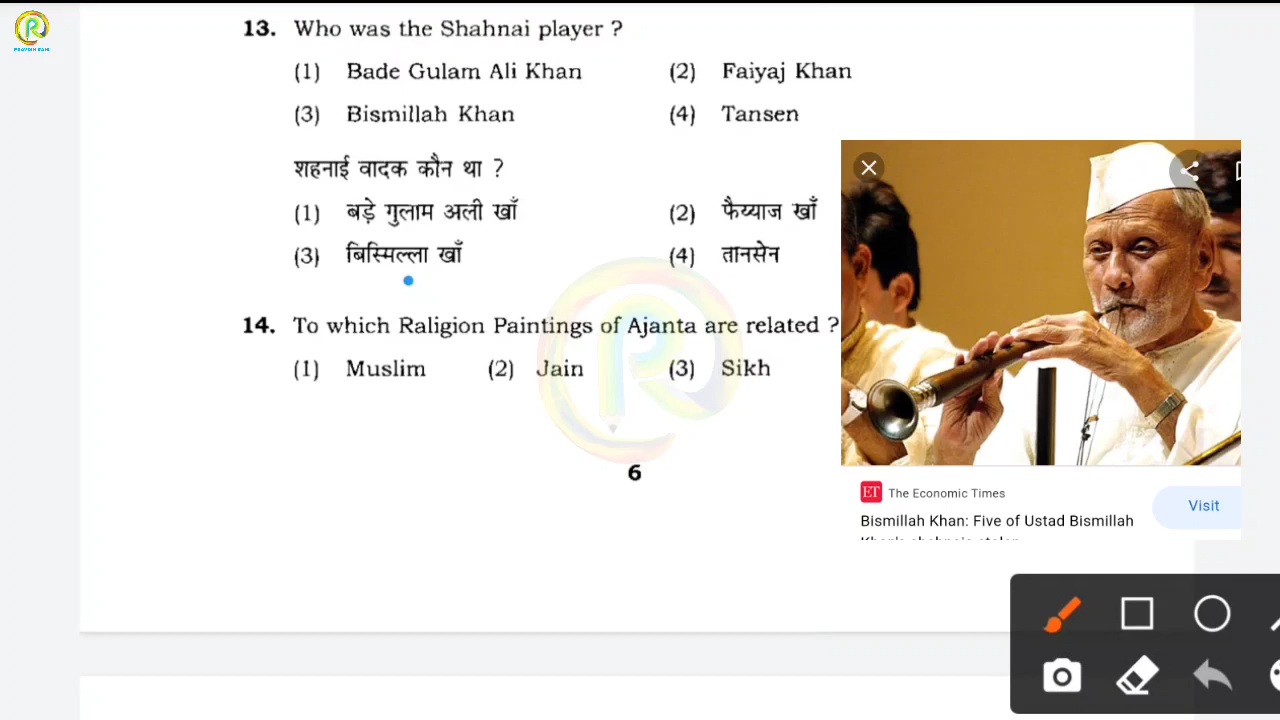 13. Who was the Shahnai player ?
(1) Bade Gulam Ali Khan (2) Faiyaj Khan
(3) Bismillah Khan (4) Tansen
शहनाई वादक कौन था ?
(1) बड़े गुलाम अली खाँ (2) फैय्याज खाँ
(3) बिस्मिल्ला खाँ (4) तानसेन
14. To which Raligion Paintings of Ajanta are related ?
(1) Muslim (2) Jain (3) Sikh
6
ET The Economic Times
Visit
Bismillah Khan: Five of Ustad Bismillah